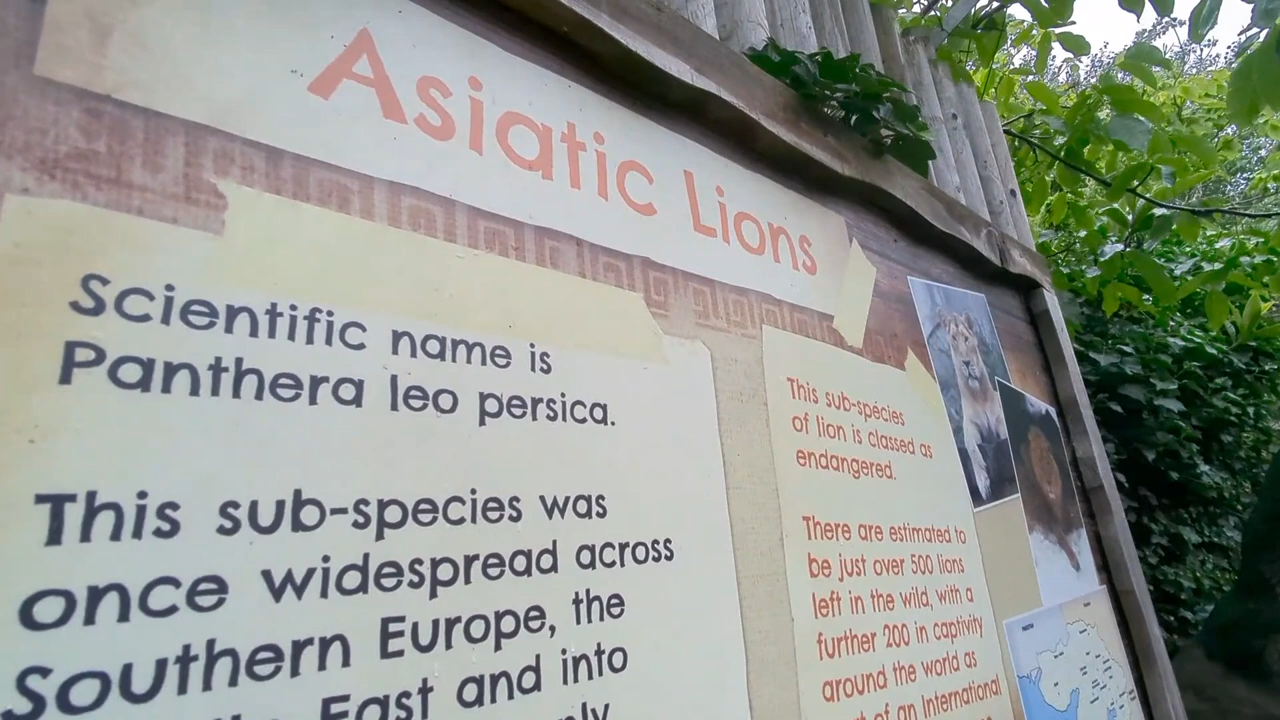 Asiatic Lions
Scientific name is
Panthera leo persica.
This sub-species was
once widespread across
Southern Europe, the
East and into
This sub-species
of lion is classed as
endangered.
There are estimated to
be just over 500 lions
left in the wild, with a
further 200 in captivity
around the world as
of an International